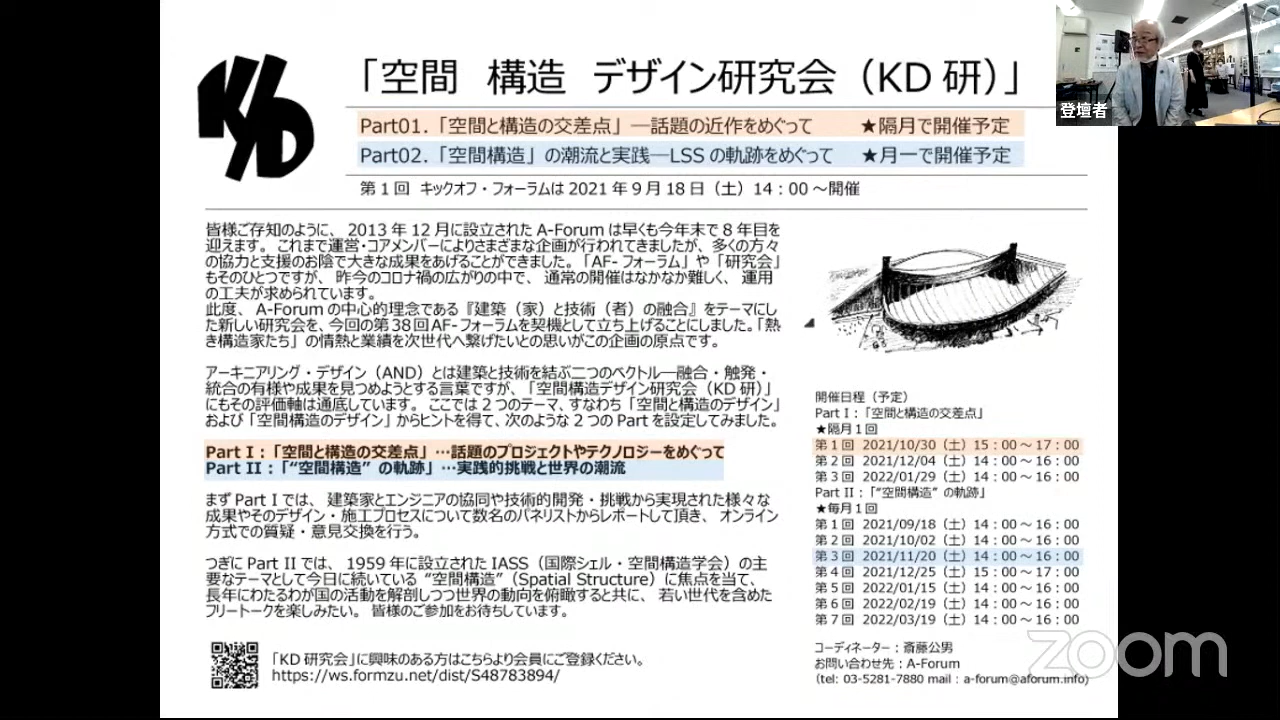 KD
「空間 構造 デザイン研究会（KD 研）」
登壇者
Part01.「空間と構造の交差点」―話題の近作をめぐって ★隔月で開催予定
Part02.「空間構造」の潮流と実践―LSS の軌跡をめぐって ★月一で開催予定
第１回 キックオフ・フォーラムは 2021 年 9 月 18 日（土）14：00 ～開催
皆様ご存知のように、 2013 年 12 月に設立された A-Forum は早くも今年末で 8 年目を
迎えます。 これまで運営・コアメンバーによりさまざまな企画が行われてきましたが、多くの方々
の協力と支援のお陰で大きな成果をあげることができました。「AF- フォーラム」や「研究会」
もそのひとつですが、 昨今のコロナ禍の広がりの中で、 通常の開催はなかなか難しく、 運用
の工夫が求められています。
此度、 A-Forum の中心的理念である『建築（家）と技術（者）の融合』をテーマにし
た新しい研究会を、今回の第38回AF-フォーラムを契機として立ち上げることにしました。「熱
き構造家たち」の情熱と業績を次世代へ繋げたいとの思いがこの企画の原点です。
アーキニアリング・デザイン（AND）とは建築と技術を結ぶ二つのベクトル―融合・触発・
統合の有様や成果を見つめようとする言葉ですが、「空間構造デザイン研究会（KD 研）」
にもその評価軸は通底しています。 ここでは 2 つのテーマ、すなわち「空間と構造のデザイン」
および「空間構造のデザイン」からヒントを得て、次のような 2 つの Part を設定してみました。
Part I：「空間と構造の交差点」…話題のプロジェクトやテクノロジーをめぐって
Part II：「“空間構造” の軌跡」…実践的挑戦と世界の潮流
まず Part I では、 建築家とエンジニアの協同や技術的開発・挑戦から実現された様々な
成果やそのデザイン・施工プロセスについて数名のパネリストからレポートして頂き、 オンライン
方式での質疑・意見交換を行う。
つぎに Part II では、 1959 年に設立された IASS（国際シェル・空間構造学会）の主
要なテーマとして今日に続いている “空間構造”（Spatial Structure）に焦点を当て、
長年にわたるわが国の活動を解剖しつつ世界の動向を俯瞰すると共に、 若い世代を含めた
フリートークを楽しみたい。 皆様のご参加をお待ちしています。
「KD 研究会」に興味のある方はこちらより会員にご登録ください。
https://ws.formzu.net/dist/S48783894/
開催日程（予定）
Part I：「空間と構造の交差点」
★隔月１回
第１回 2021/10/30（土）15：00 ～ 17：00
第２回 2021/12/04（土）14：00 ～ 16：00
第３回 2022/01/29（土）14：00 ～ 16：00
Part II：「“空間構造” の軌跡」
★毎月１回
第１回 2021/09/18（土）14：00 ～ 16：00
第２回 2021/10/02（土）14：00 ～ 16：00
第３回 2021/11/20（土）14：00 ～ 16：00
第４回 2021/12/25（土）15：00 ～ 17：00
第５回 2022/01/15（土）14：00 ～ 16：00
第６回 2022/02/19（土）14：00 ～ 16：00
第７回 2022/03/19（土）14：00 ～ 16：00
コーディネーター：斎藤公男
お問い合わせ先：A-Forum
（tel: 03-5281-7880 mail：a-forum@aforum.info）
zoom